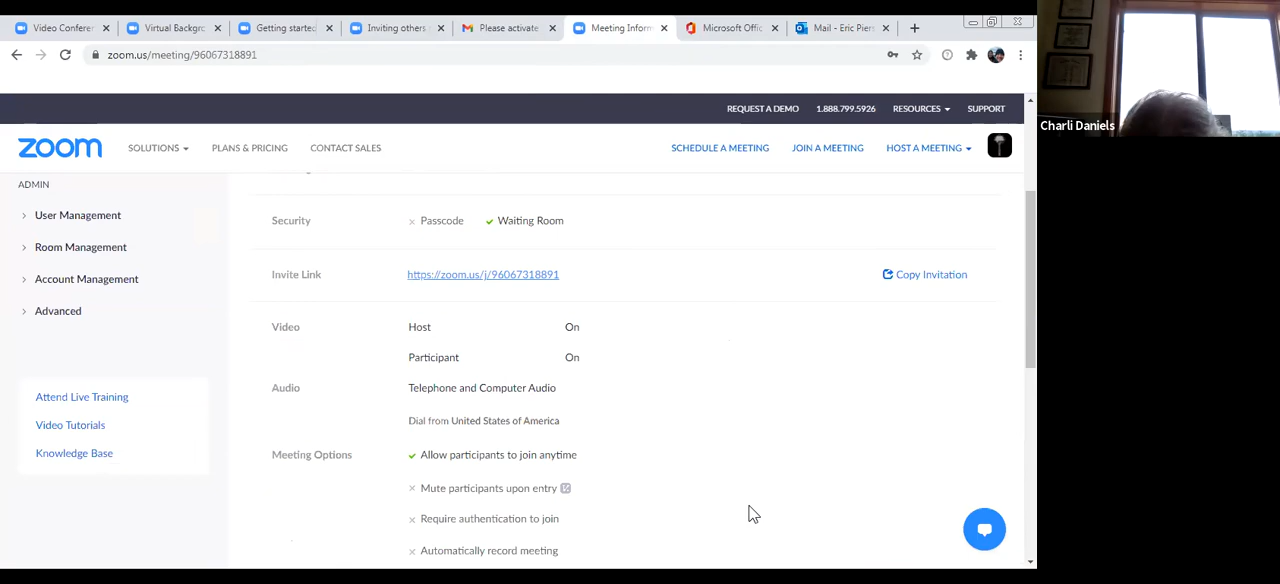 Video Conferen
Virtual Backgro
Getting started
Inviting others
Please activate
Meeting Inform
Microsoft Offic
Mail - Eric Piers
zoom.us/meeting/96067318891
REQUEST A DEMO 1.888.799.5926 RESOURCES SUPPORT
zoom SOLUTIONS PLANS & PRICING CONTACT SALES SCHEDULE A MEETING JOIN A MEETING HOST A MEETING
ADMIN
User Management
Room Management
Account Management
Advanced
Attend Live Training
Video Tutorials
Knowledge Base
Security Passcode Waiting Room
Invite Link https://zoom.us/j/96067318891 Copy Invitation
Video Host On
Participant On
Audio Telephone and Computer Audio
Dial from United States of America
Meeting Options Allow participants to join anytime
Mute participants upon entry
Require authentication to join
Automatically record meeting
Charli Daniels